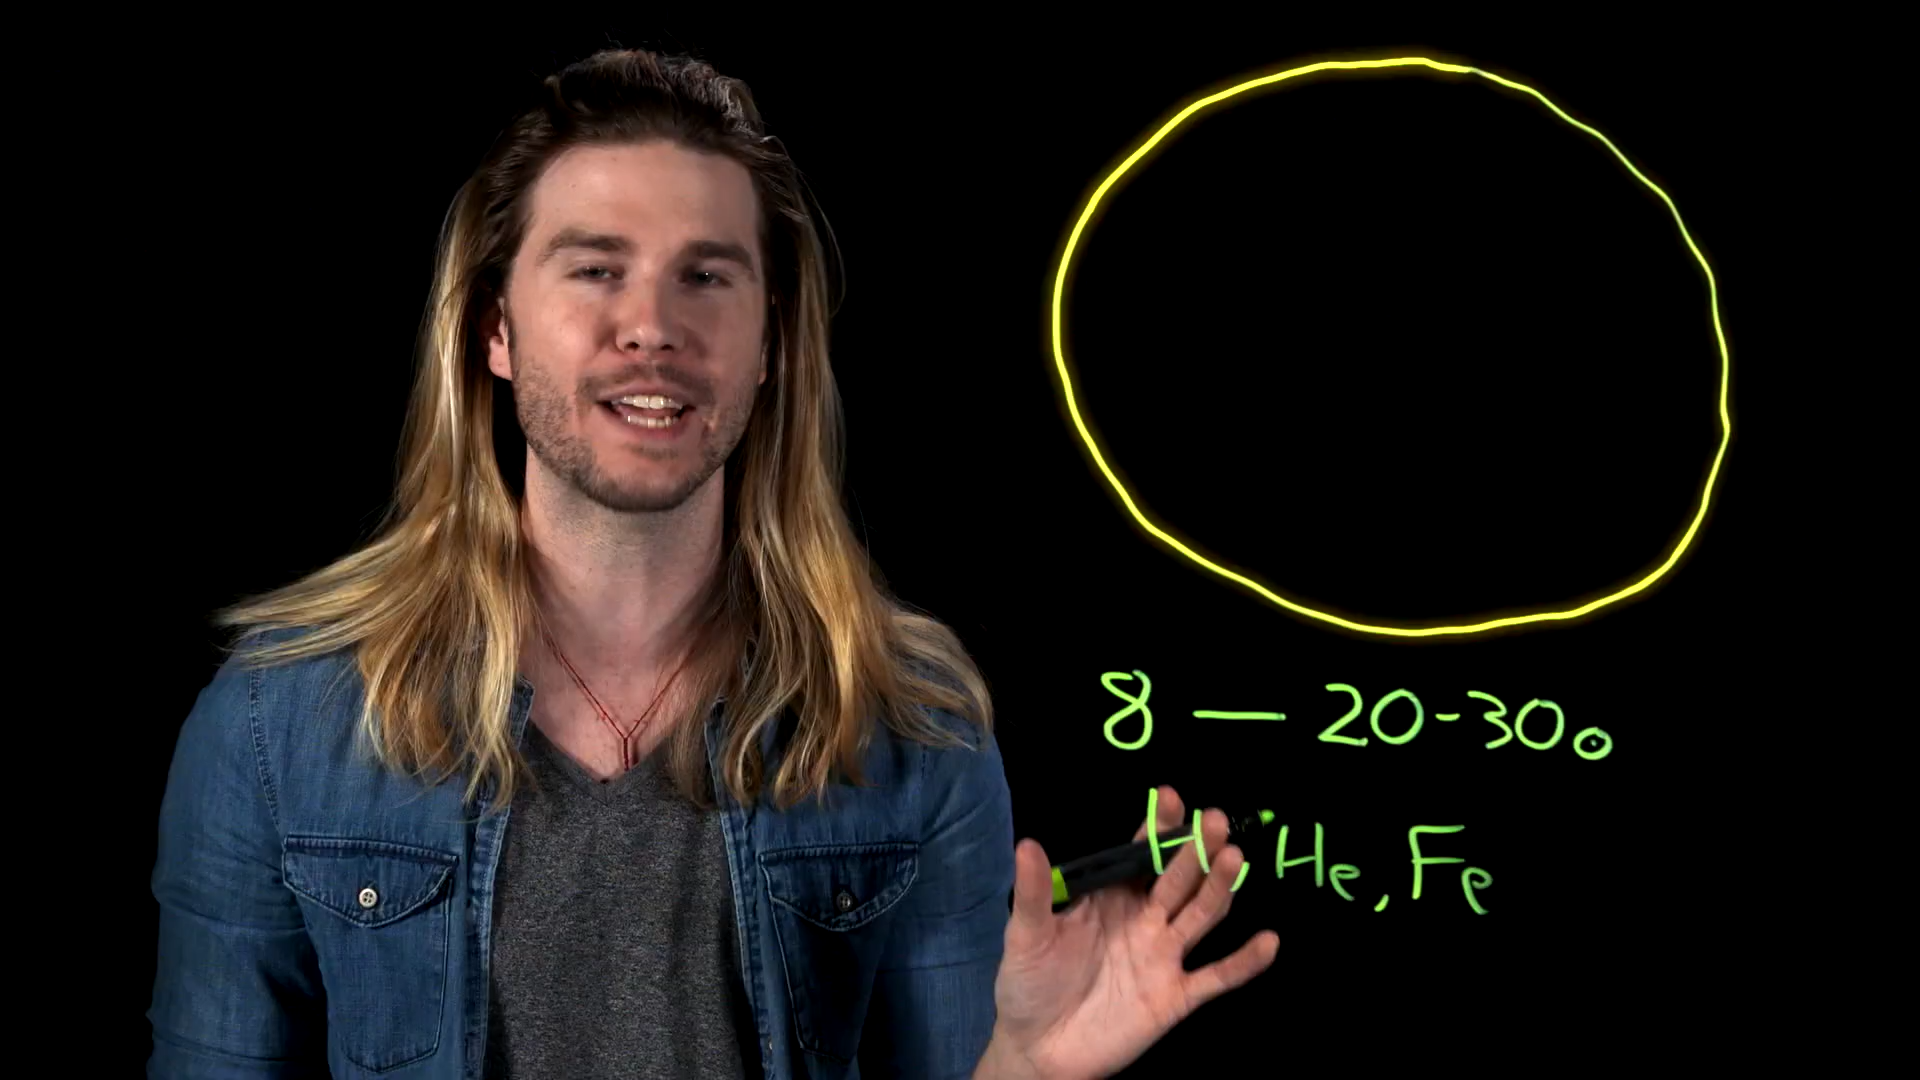 8 — 20-30⊙
H, He, Fe